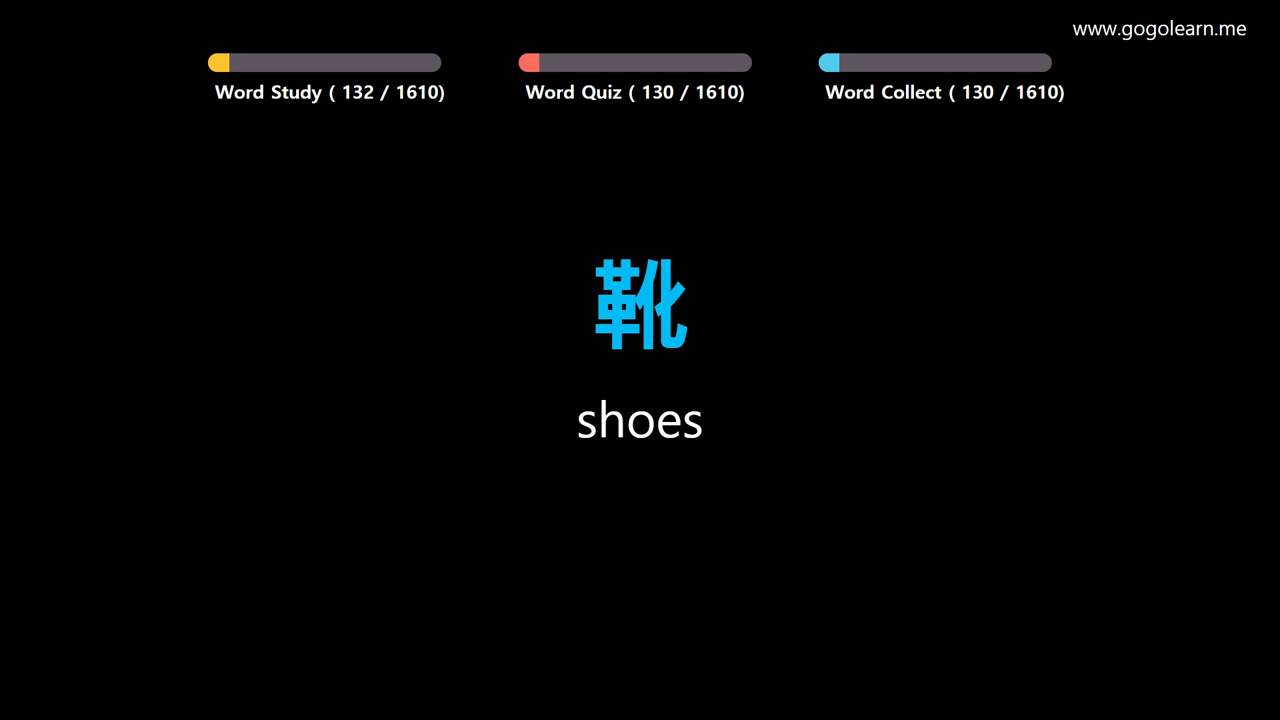 www.gogolearn.me
Word Study ( 132 / 1610)
Word Quiz ( 130 / 1610)
Word Collect ( 130 / 1610)
靴
shoes